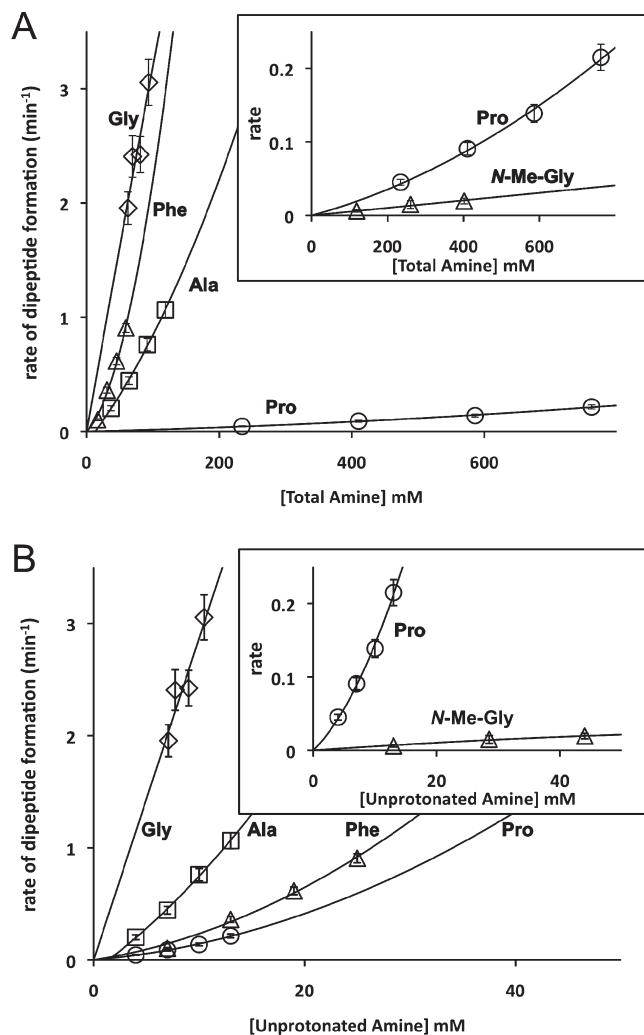 A
rate of dipeptide formation (min⁻¹)
3
2
1
0
Gly
Phe
Ala
Pro
0 200 400 600
[Total Amine] mM
rate
0.2
0.1
0
Pro
N-Me-Gly
0 200 400 600
[Total Amine] mM
B
rate of dipeptide formation (min⁻¹)
3
2
1
0
Gly Ala Phe Pro
0 20 40
[Unprotonated Amine] mM
rate
0.2
0.1
0
Pro
N-Me-Gly
0 20 40
[Unprotonated Amine] mM